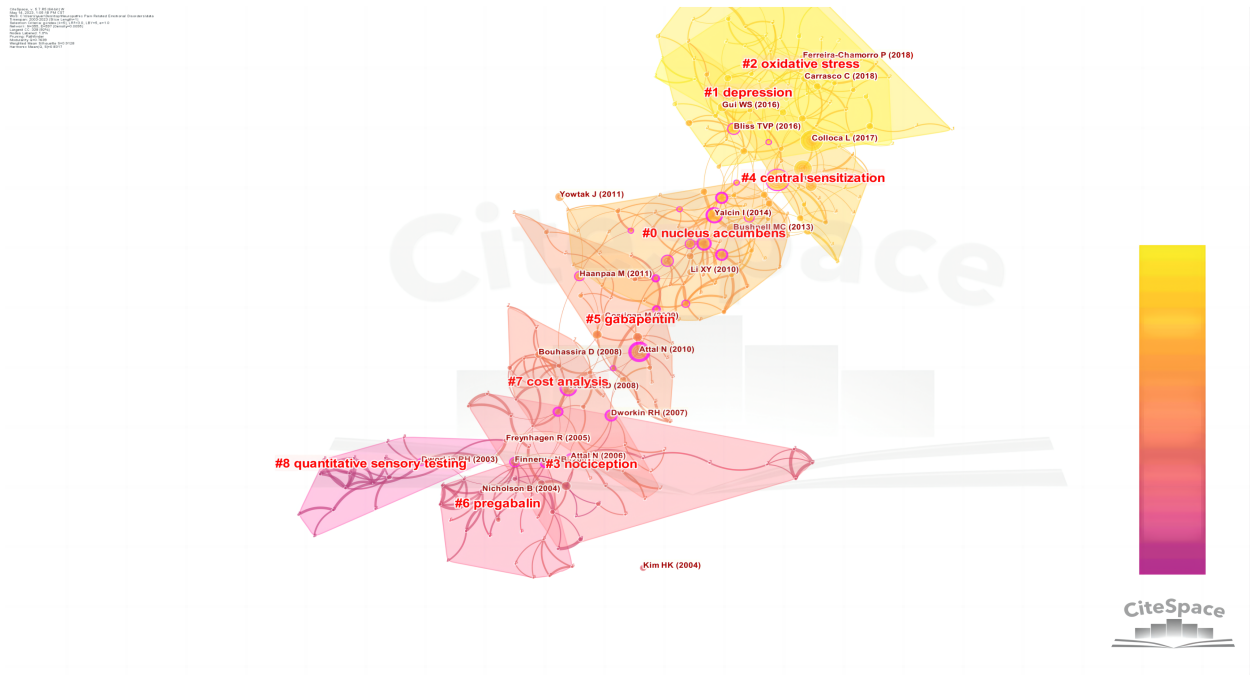 Ferreira-Chamorro P (2018)
#2 oxidative stress
Carrasco C (2018)
#1 depression
Gui WS (2016)
Bliss TVP (2016)
Colloca L (2017)
#4 central sensitization
Yowtak J (2011)
Yalcin I (2014)
Bushnell MC (2013)
#0 nucleus accumbens
Li XY (2010)
Haanpaa M (2011)
#5 gabapentin
Attal N (2010)
Bouhassira D (2008)
#7 cost analysis
(2008)
Dworkin RH (2007)
Freynhagen R (2005)
Attal N (2006)
(2003)
#8 quantitative sensory testing
#3 nociception
Nicholson B (2004)
#6 pregabalin
Kim HK (2004)
CiteSpace
CiteSpace